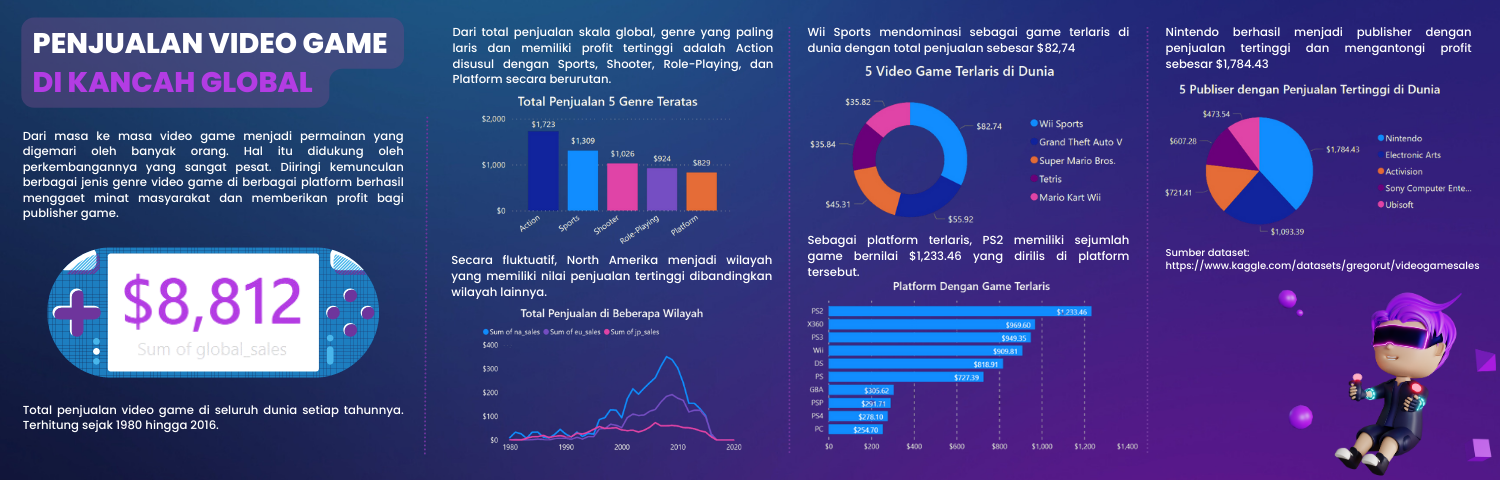 PENJUALAN VIDEO GAME
DI KANCAH GLOBAL
Dari masa ke masa video game menjadi permainan yang
digemari oleh banyak orang. Hal itu didukung oleh
perkembangannya yang sangat pesat. Diiringi kemunculan
berbagai jenis genre video game di berbagai platform berhasil
menggaet minat masyarakat dan memberikan profit bagi
publisher game.
$8,812
Sum of global_sales
Total penjualan video game di seluruh dunia setiap tahunnya.
Terhitung sejak 1980 hingga 2016.
Dari total penjualan skala global, genre yang paling
laris dan memiliki profit tertinggi adalah Action
disusul dengan Sports, Shooter, Role-Playing, dan
Platform secara berurutan.
Total Penjualan 5 Genre Teratas
$2,000
$1,000
$0
$1,723
$1,309
$1,026
$924
$829
Action
Sports
Shooter
Role-Playing
Platform
Secara fluktuatif, North Amerika menjadi wilayah
yang memiliki nilai penjualan tertinggi dibandingkan
wilayah lainnya.
Total Penjualan di Beberapa Wilayah
Sum of na_sales Sum of eu_sales Sum of jp_sales
$400
$300
$200
$100
$0
1980 1990 2000 2010 2020
Wii Sports mendominasi sebagai game terlaris di
dunia dengan total penjualan sebesar $82,74
5 Video Game Terlaris di Dunia
$35.82
$82.74
$35.84
$45.31
$55.92
Wii Sports
Grand Theft Auto V
Super Mario Bros.
Tetris
Mario Kart Wii
Sebagai platform terlaris, PS2 memiliki sejumlah
game bernilai $1,233.46 yang dirilis di platform
tersebut.
Platform Dengan Game Terlaris
PS2 $1,233.46
X360 $969.60
PS3 $949.35
Wii $909.81
DS $818.91
PS $727.39
GBA $305.62
PSP $291.71
PS4 $278.10
PC $254.70
$0 $200 $400 $600 $800 $1,000 $1,200 $1,400
Nintendo berhasil menjadi publisher dengan
penjualan tertinggi dan mengantongi profit
sebesar $1,784.43
5 Publiser dengan Penjualan Tertinggi di Dunia
$473.54
$607.28
$1,784.43
$721.41
$1,093.39
Nintendo
Electronic Arts
Activision
Sony Computer Ente...
Ubisoft
Sumber dataset:
https://www.kaggle.com/datasets/gregorut/videogamesales